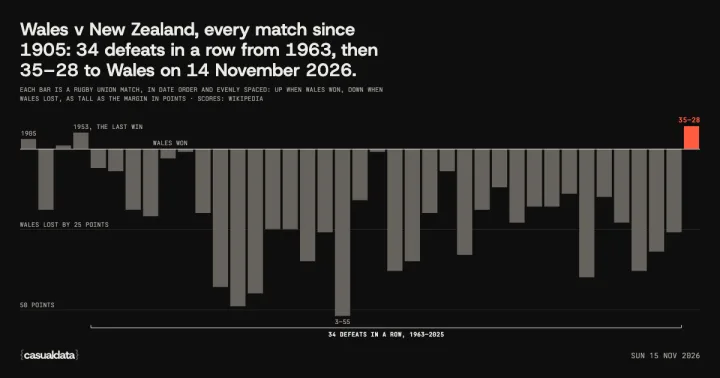 Wales v New Zealand, every match since
1905: 34 defeats in a row from 1963, then
35–28 to Wales on 14 November 2026.
EACH BAR IS A RUGBY UNION MATCH, IN DATE ORDER AND EVENLY SPACED: UP WHEN WALES WON, DOWN WHEN
WALES LOST, AS TALL AS THE MARGIN IN POINTS · SCORES: WIKIPEDIA
35–28
1905
1953, THE LAST WIN
WALES WON
WALES LOST BY 25 POINTS
50 POINTS
3–55
34 DEFEATS IN A ROW, 1963–2025
{casualdata}
SUN 15 NOV 2026